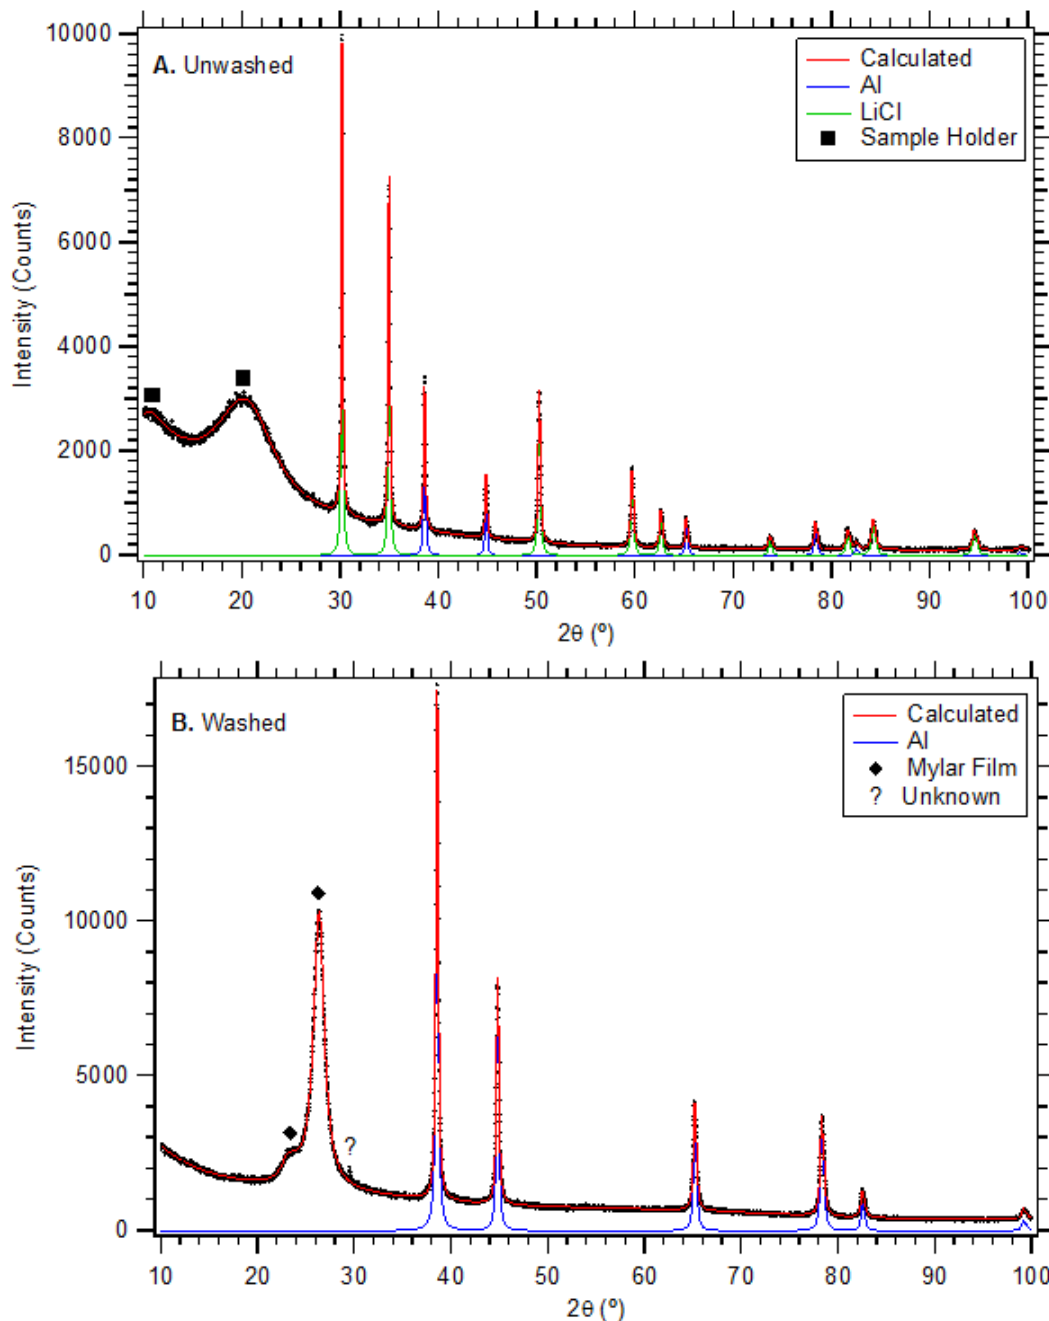 A. Unwashed
Calculated
Al
LiCl
■ Sample Holder
10000
8000
6000
4000
2000
0
Intensity (Counts)
10 20 30 40 50 60 70 80 90 100
2θ (º)
B. Washed
Calculated
Al
◆ Mylar Film
? Unknown
?
15000
10000
5000
0
Intensity (Counts)
10 20 30 40 50 60 70 80 90 100
2θ (º)